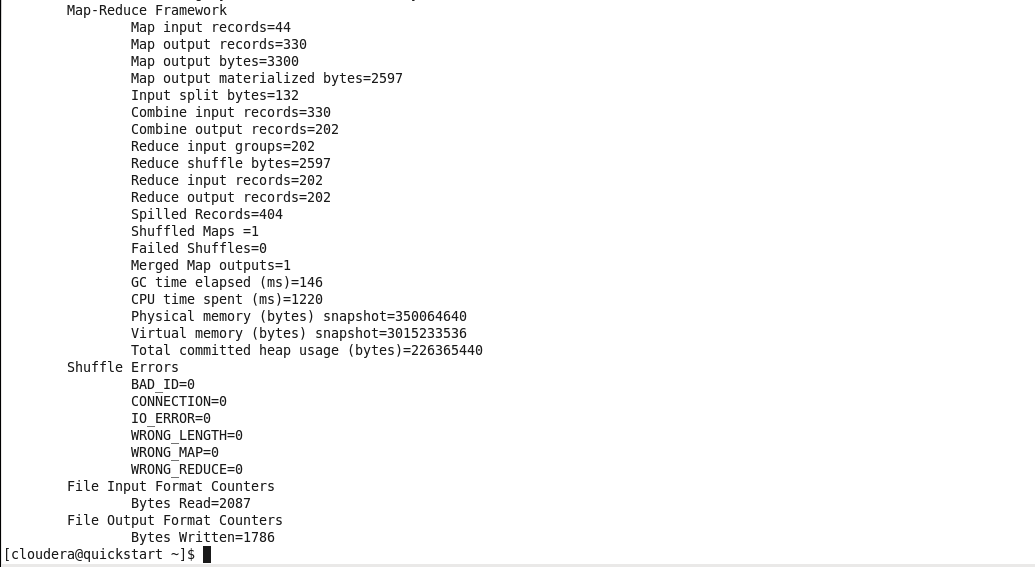 Map-Reduce Framework
Map input records=44
Map output records=330
Map output bytes=3300
Map output materialized bytes=2597
Input split bytes=132
Combine input records=330
Combine output records=202
Reduce input groups=202
Reduce shuffle bytes=2597
Reduce input records=202
Reduce output records=202
Spilled Records=404
Shuffled Maps =1
Failed Shuffles=0
Merged Map outputs=1
GC time elapsed (ms)=146
CPU time spent (ms)=1220
Physical memory (bytes) snapshot=350064640
Virtual memory (bytes) snapshot=3015233536
Total committed heap usage (bytes)=226365440
Shuffle Errors
BAD_ID=0
CONNECTION=0
IO_ERROR=0
WRONG_LENGTH=0
WRONG_MAP=0
WRONG_REDUCE=0
File Input Format Counters
Bytes Read=2087
File Output Format Counters
Bytes Written=1786
[cloudera@quickstart ~]$